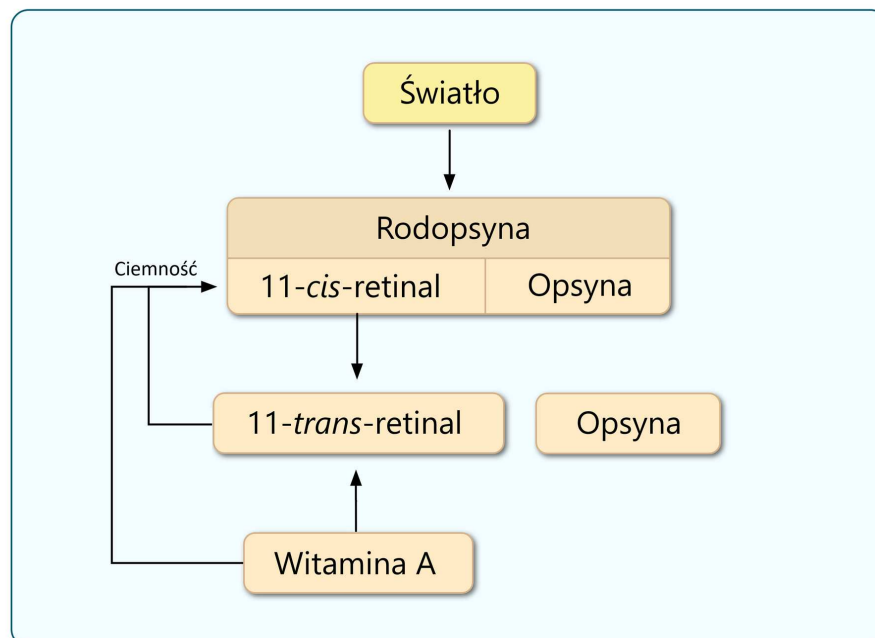 Światło
Rodopsyna
Ciemność
11-cis-retinal
Opsyna
11-trans-retinal
Opsyna
Witamina A